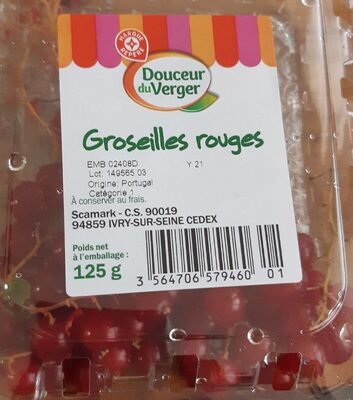 MARQUE
REPÈRE
Douceur
du Verger
Groseilles rouges
EMB 02408D Y 21
Lot: 149565 03
Origine: Portugal
Catégorie 1
À conserver au frais.
Scamark - C.S. 90019
94859 IVRY-SUR-SEINE CEDEX
Poids net
à l'emballage :
125 g
3 564706 579460 01